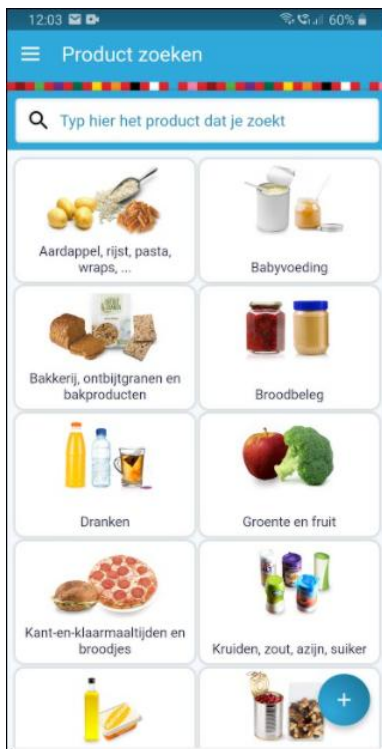 12:03
60%
Product zoeken
Typ hier het product dat je zoekt
Aardappel, rijst, pasta,
wraps, ...
Babyvoeding
Bakkerij, ontbijtgranen en
bakproducten
Broodbeleg
Dranken
Groente en fruit
Kant-en-klaarmaaltijden en
broodjes
Kruiden, zout, azijn, suiker
+